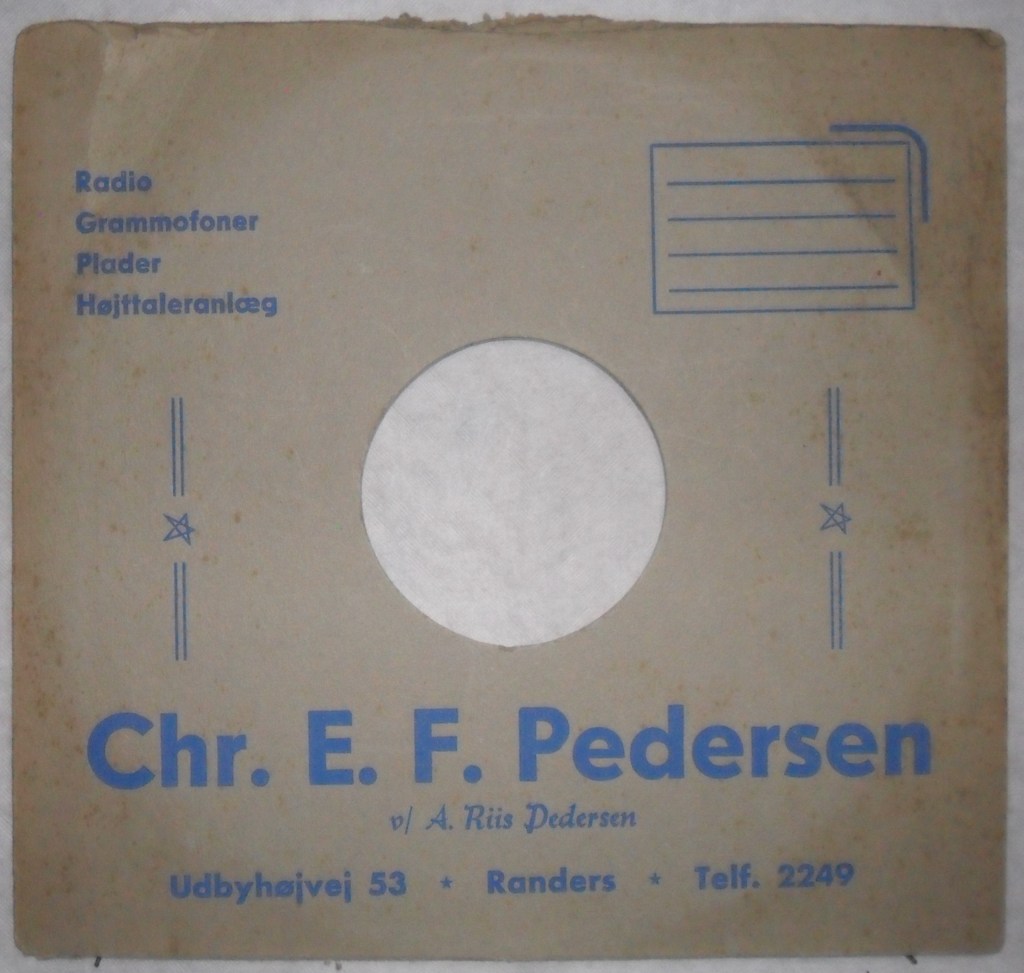 Radio
Grammofoner
Plader
Højttaleranlæg
Chr. E. F. Pedersen
v/ A. Riis Pedersen
Udbyhøjvej 53 * Randers * Telf. 2249